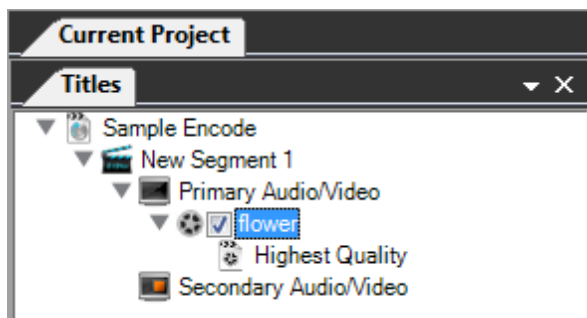 Current Project
Titles
Sample Encode
New Segment 1
Primary Audio/Video
flower
Highest Quality
Secondary Audio/Video